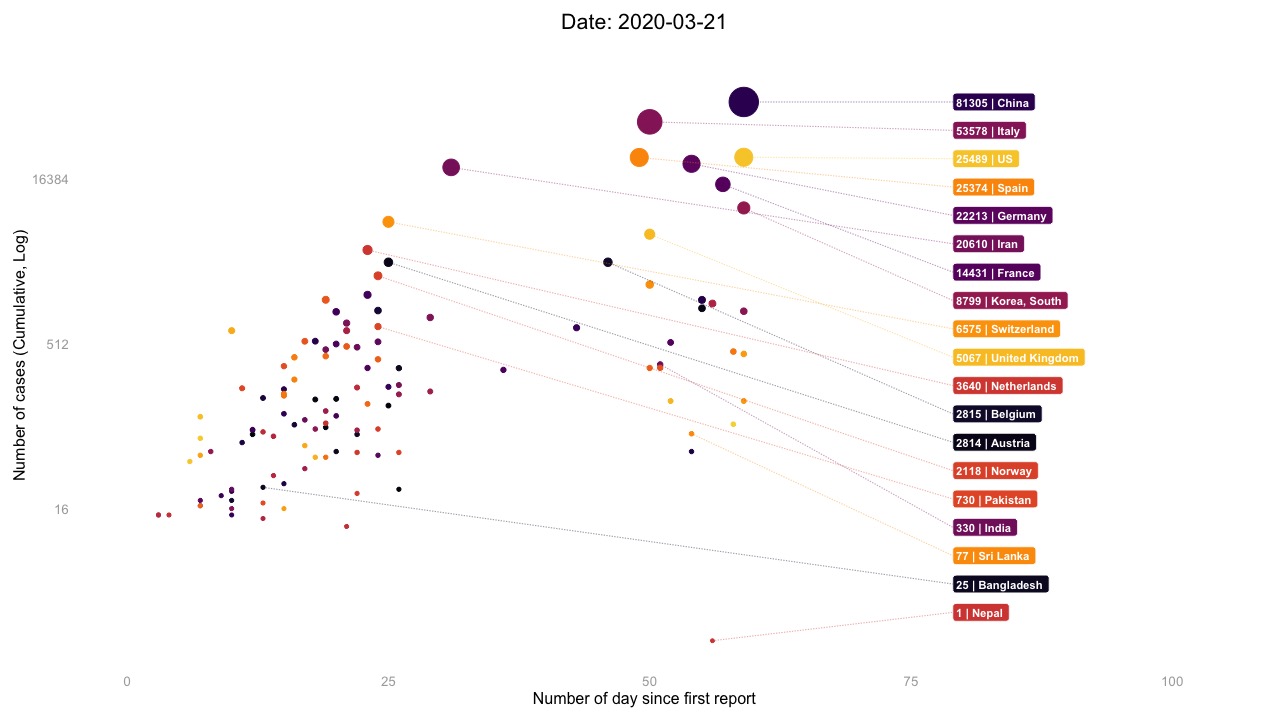 Date: 2020-03-21
Number of cases (Cumulative, Log)
16384
512
16
81305 | China
53578 | Italy
25489 | US
25374 | Spain
22213 | Germany
20610 | Iran
14431 | France
8799 | Korea, South
6575 | Switzerland
5067 | United Kingdom
3640 | Netherlands
2815 | Belgium
2814 | Austria
2118 | Norway
730 | Pakistan
330 | India
77 | Sri Lanka
25 | Bangladesh
1 | Nepal
0 25 50 75 100
Number of day since first report